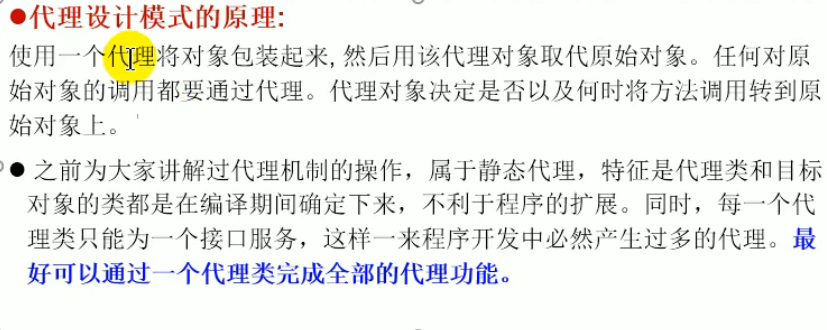 ●代理设计模式的原理:
使用一个代理将对象包装起来, 然后用该代理对象取代原始对象。任何对原
始对象的调用都要通过代理。代理对象决定是否以及何时将方法调用转到原
始对象上。
● 之前为大家讲解过代理机制的操作，属于静态代理，特征是代理类和目标
对象的类都是在编译期间确定下来，不利于程序的扩展。同时，每一个代
理类只能为一个接口服务，这样一来程序开发中必然产生过多的代理。最
好可以通过一个代理类完成全部的代理功能。